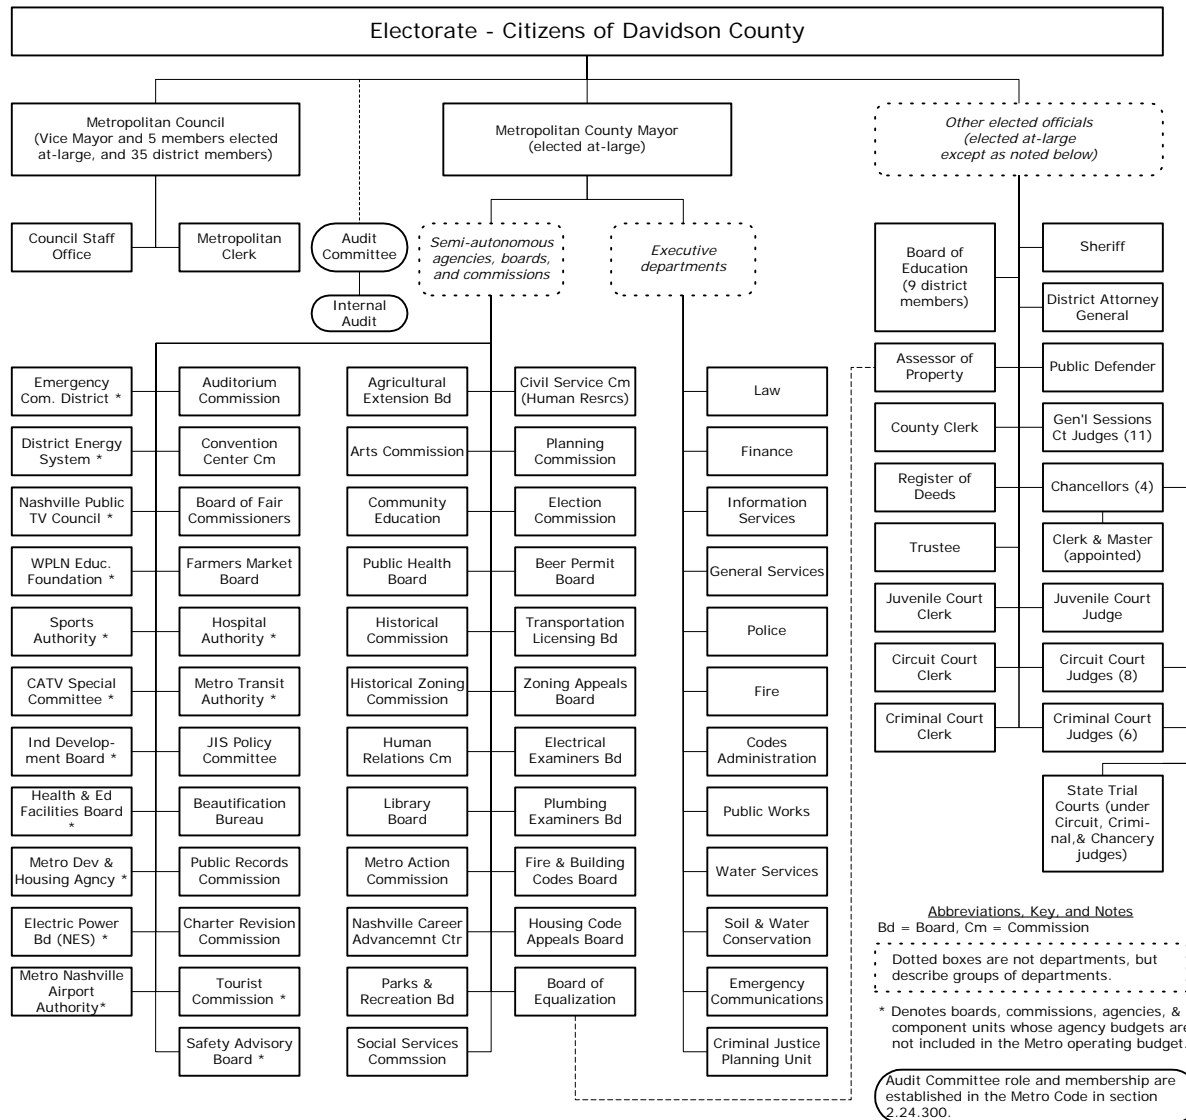 Electorate - Citizens of Davidson County
Metropolitan Council
(Vice Mayor and 5 members elected
at-large, and 35 district members)
Metropolitan County Mayor
(elected at-large)
Other elected officials
(elected at-large
except as noted below)
Council Staff
Office
Metropolitan
Clerk
Audit
Committee
Internal
Audit
Semi-autonomous
agencies, boards,
and commissions
Executive
departments
Emergency
Com. District *
District Energy
System *
Nashville Public
TV Council *
WPLN Educ.
Foundation *
Sports
Authority *
CATV Special
Committee *
Ind Develop-
ment Board *
Health & Ed
Facilities Board
*
Metro Dev &
Housing Agncy *
Electric Power
Bd (NES) *
Metro Nashville
Airport
Authority*
Auditorium
Commission
Convention
Center Cm
Board of Fair
Commissioners
Farmers Market
Board
Hospital
Authority *
Metro Transit
Authority *
JIS Policy
Committee
Beautification
Bureau
Public Records
Commission
Charter Revision
Commission
Tourist
Commission *
Safety Advisory
Board *
Agricultural
Extension Bd
Arts Commission
Community
Education
Public Health
Board
Historical
Commission
Historical Zoning
Commission
Human
Relations Cm
Library
Board
Metro Action
Commission
Nashville Career
Advancemnt Ctr
Parks &
Recreation Bd
Social Services
Commssion
Civil Service Cm
(Human Resrcs)
Planning
Commission
Election
Commission
Beer Permit
Board
Transportation
Licensing Bd
Zoning Appeals
Board
Electrical
Examiners Bd
Plumbing
Examiners Bd
Fire & Building
Codes Board
Housing Code
Appeals Board
Board of
Equalization
Law
Finance
Information
Services
General Services
Police
Fire
Codes
Administration
Public Works
Water Services
Soil & Water
Conservation
Emergency
Communications
Criminal Justice
Planning Unit
Board of
Education
(9 district
members)
Assessor of
Property
County Clerk
Register of
Deeds
Trustee
Juvenile Court
Clerk
Circuit Court
Clerk
Criminal Court
Clerk
Sheriff
District Attorney
General
Public Defender
Gen'l Sessions
Ct Judges (11)
Chancellors (4)
Clerk & Master
(appointed)
Juvenile Court
Judge
Circuit Court
Judges (8)
Criminal Court
Judges (6)
State Trial
Courts (under
Circuit, Crimi-
nal,& Chancery
judges)
Abbreviations, Key, and Notes
Bd = Board, Cm = Commission
Dotted boxes are not departments, but
describe groups of departments.
* Denotes boards, commissions, agencies, &
component units whose agency budgets are
not included in the Metro operating budget.
Audit Committee role and membership are
established in the Metro Code in section
2.24.300.